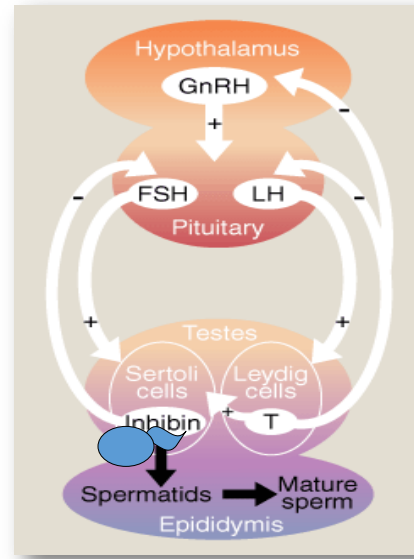 Hypothalamus
GnRH
-
+
- FSH LH -
Pituitary
+ +
Testes
Sertoli Leydig
cells cells
Inhibin + T
Spermatids Mature
sperm
Epididymis